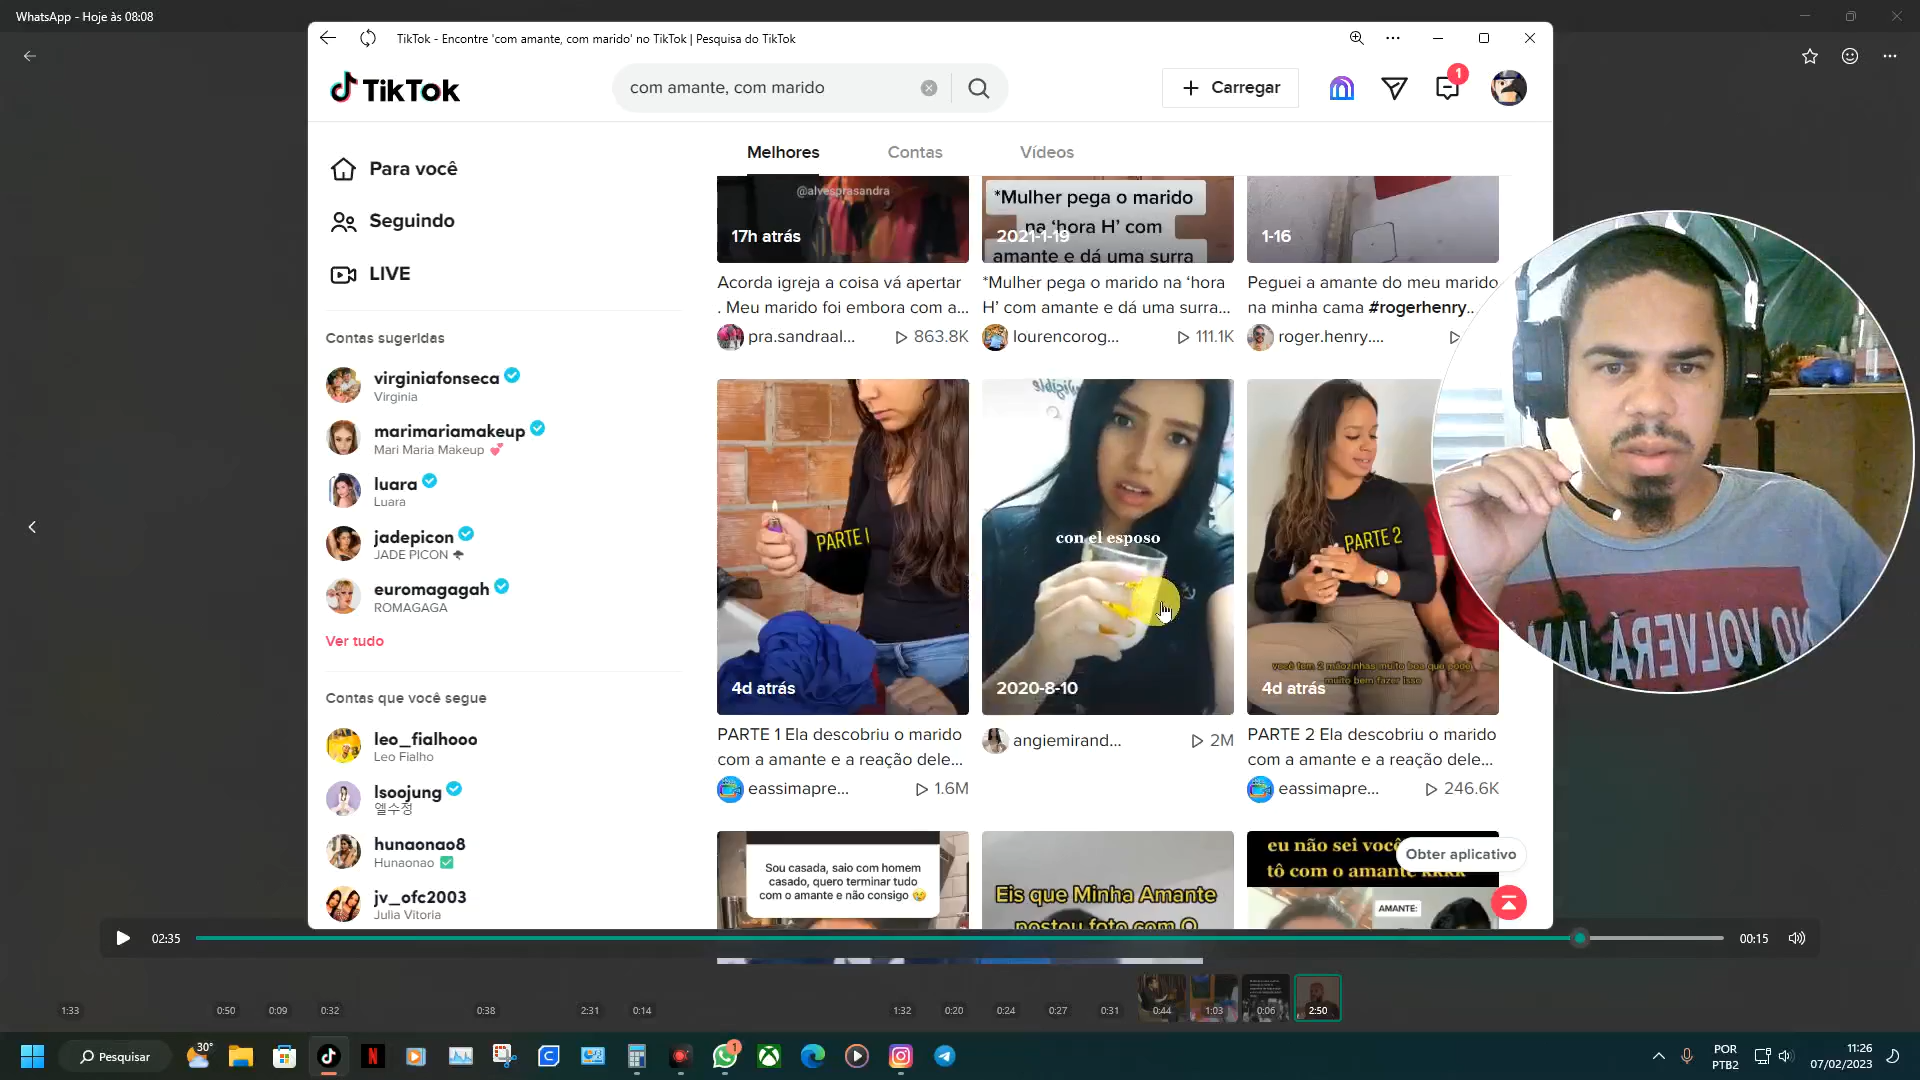 WhatsApp - Hoje às 08:08
TikTok - Encontre 'com amante, com marido' no TikTok | Pesquisa do TikTok
TikTok
com amante, com marido
Carregar
1
Melhores
Contas
Vídeos
Para você
Seguindo
LIVE
Contas sugeridas
virginiafonseca
Virginia
marimariamakeup
Mari Maria Makeup 💕
luara
Luara
jadepicon
JADE PICON
euromagagah
ROMAGAGA
Ver tudo
Contas que você segue
leo_fialhooo
Leo Fialho
lsoojung
엘수정
hunaonao8
Hunaonao ✅
jv_ofc2003
Julia Vitoria
@alvesprasandra
17h atrás
Acorda igreja a coisa vá apertar
. Meu marido foi embora com a...
pra.sandraal...
863.8K
*Mulher pega o marido
na 'hora H' com
amante e dá uma surra
2021-1-19
*Mulher pega o marido na ‘hora
H’ com amante e dá uma surra...
lourencorog...
111.1K
1-16
Peguei a amante do meu marido
na minha cama #rogerhenry...
roger.henry....
PARTE 1
4d atrás
PARTE 1 Ela descobriu o marido
com a amante e a reação dele...
eassimapre...
1.6M
con el esposo
2020-8-10
angiemirand...
2M
PARTE 2
você tem 2 mãozinhas muito boa que pode
muito bem fazer isso
4d atrás
PARTE 2 Ela descobriu o marido
com a amante e a reação dele...
eassimapre...
246.6K
Sou casada, saio com homem
casado, quero terminar tudo
com o amante e não consigo 😢
Eis que Minha Amante
postou foto com O
eu não sei você
tô com o amante kkkk
AMANTE:
Obter aplicativo
NO VOLVERÁ JAM
02:35
00:15
1:33
0:50
0:09
0:32
0:38
2:31
0:14
1:32
0:20
0:24
0:27
0:31
0:44
1:03
0:06
2:50
Pesquisar
30°
1
POR
PTB2
11:26
07/02/2023